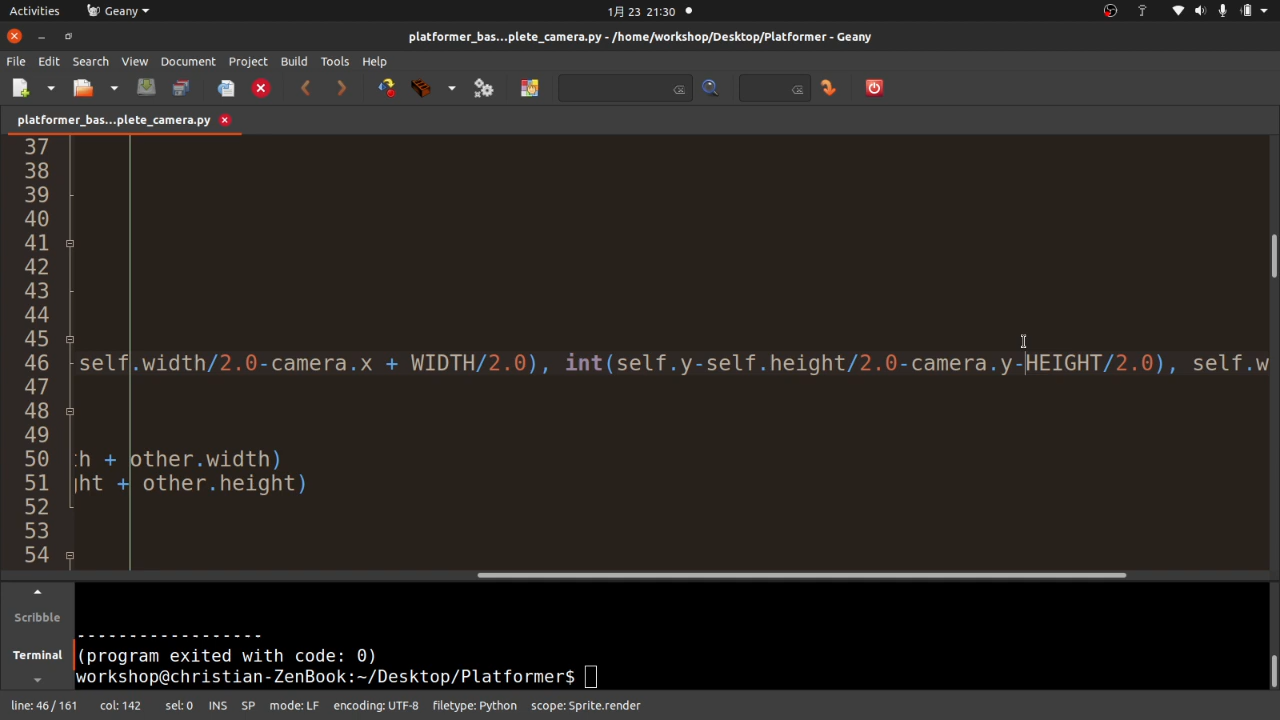 Activities
Geany
1月 23 21:30
platformer_bas...plete_camera.py - /home/workshop/Desktop/Platformer - Geany
File Edit Search View Document Project Build Tools Help
platformer_bas...plete_camera.py
37
38
39
40
41
42
43
44
45
46 self.width/2.0-camera.x + WIDTH/2.0), int(self.y-self.height/2.0-camera.y-HEIGHT/2.0), self.w
47
48
49
50 th + other.width)
51 ght + other.height)
52
53
54
Scribble
------------------
Terminal
(program exited with code: 0)
workshop@christian-ZenBook:~/Desktop/Platformer$
line: 46 / 161 col: 142 sel: 0 INS SP mode: LF encoding: UTF-8 filetype: Python scope: Sprite.render